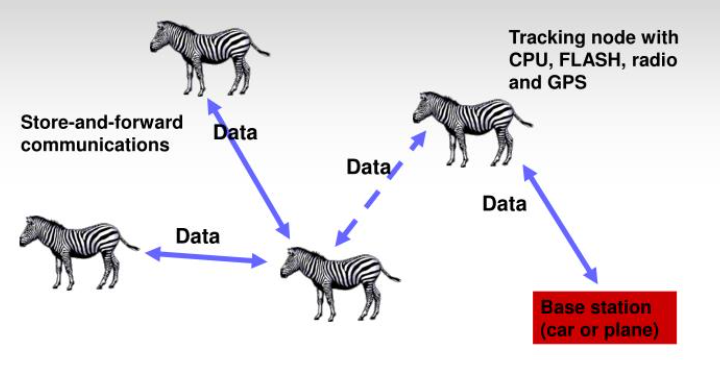 Tracking node with
CPU, FLASH, radio
and GPS
Store-and-forward
communications
Data
Data
Data
Data
Base station
(car or plane)